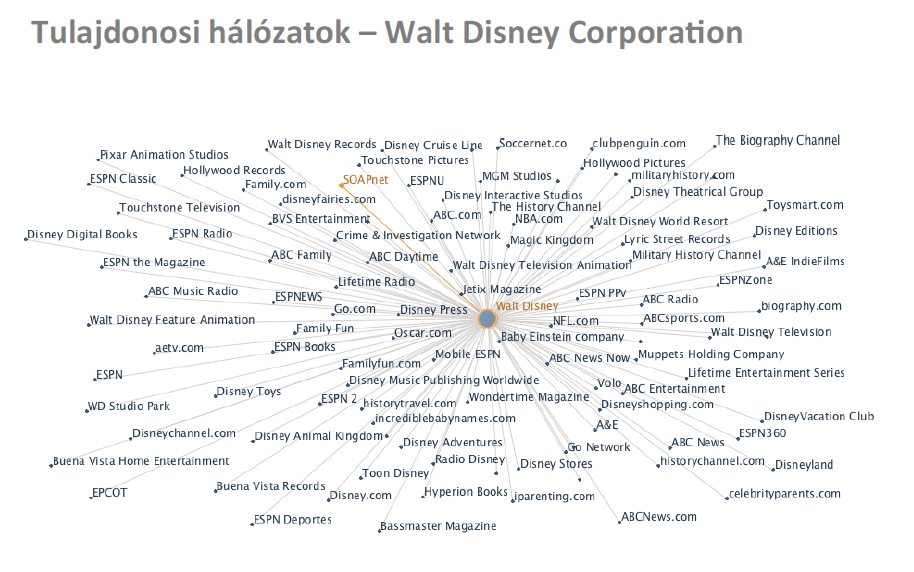 Tulajdonosi hálózatok – Walt Disney Corporation
The Biography Channel
Walt Disney Records
Disney Cruise Line
Soccernet.co
clubpenguin.com
Pixar Animation Studios
Touchstone Pictures
Hollywood Pictures
Hollywood Records
ESPN Classic
Family.com
SOAPnet
ESPNU
MGM Studios
militaryhistory.com
disneyfairies.com
Disney Interactive Studios
Disney Theatrical Group
Touchstone Television
The History Channel
Toysmart.com
BVS Entertainment
ABC.com
NBA.com
Walt Disney World Resort
Disney Digital Books
ESPN Radio
Crime & Investigation Network
Magic Kingdom
Lyric Street Records
Disney Editions
ESPN the Magazine
ABC Family
ABC Daytime
Walt Disney Television Animation
Military History Channel
A&E IndieFilms
Lifetime Radio
ESPNZone
ABC Music Radio
ESPNEWS
Jetix Magazine
ESPN PPV
ABC Radio
Go.com
Disney Press
Walt Disney
biography.com
Walt Disney Feature Animation
Family Fun
Oscar.com
NFL.com
ABCsports.com
Walt Disney Television
Baby Einstein company
aetv.com
ESPN Books
Mobile ESPN
ABC News Now
Muppets Holding Company
Familyfun.com
ESPN
Disney Music Publishing Worldwide
Lifetime Entertainment Series
Disney Toys
Volo
ABC Entertainment
WD Studio Park
ESPN 2
historytravel.com
Wondertime Magazine
Disneyshopping.com
incrediblebabynames.com
DisneyVacation Club
Disneychannel.com
Disney Animal Kingdom
A&E
ESPN360
Disney Adventures
Go Network
ABC News
Buena Vista Home Entertainment
Radio Disney
Disney Stores
historychannel.com
Disneyland
Toon Disney
EPCOT
Buena Vista Records
Disney.com
Hyperion Books
iparenting.com
celebrityparents.com
ESPN Deportes
Bassmaster Magazine
ABCNews.com